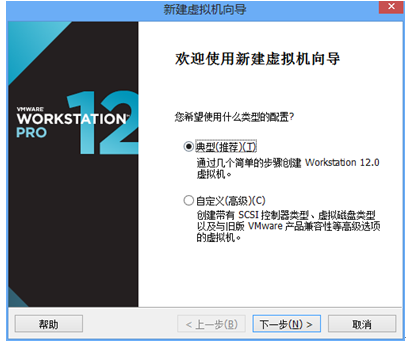 新建虚拟机向导
VMWARE
WORKSTATION™
PRO
12
欢迎使用新建虚拟机向导
您希望使用什么类型的配置?
典型(推荐)(T)
通过几个简单的步骤创建 Workstation 12.0
虚拟机。
自定义(高级)(C)
创建带有 SCSI 控制器类型、虚拟磁盘类型
以及与旧版 VMware 产品兼容性等高级选项
的虚拟机。
帮助
< 上一步(B)
下一步(N) >
取消